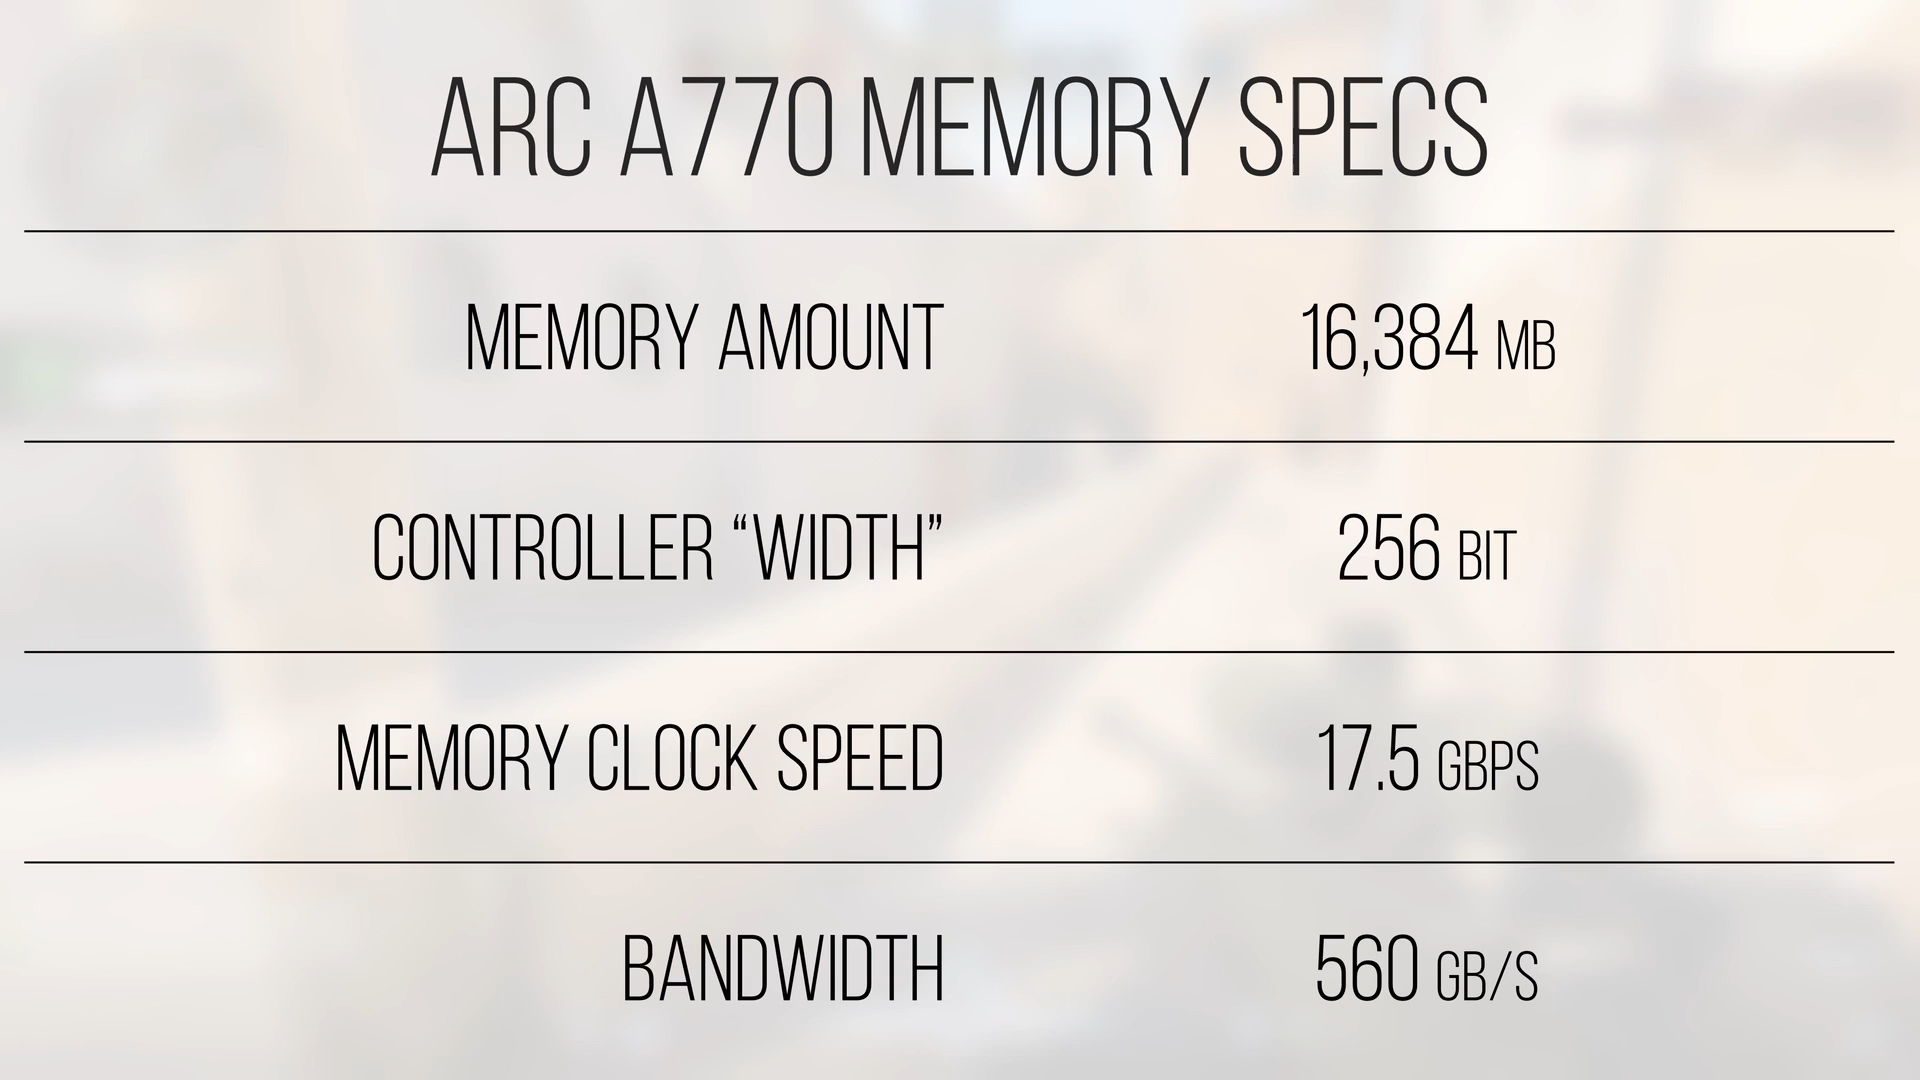 ARC A770 MEMORY SPECS
MEMORY AMOUNT 16,384 MB
CONTROLLER “WIDTH” 256 BIT
MEMORY CLOCK SPEED 17.5 GBPS
BANDWIDTH 560 GB/S